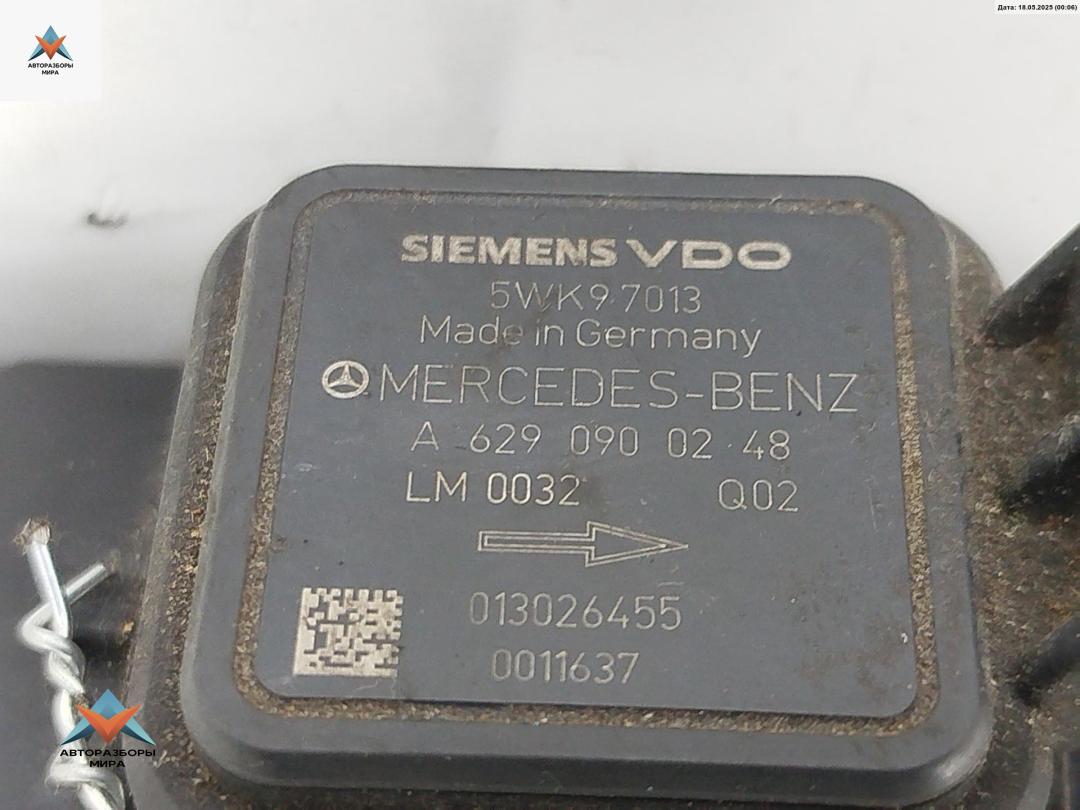 Дата: 18.05.2025 (00:06)
АВТОРАЗБОРЫ
МИРА
SIEMENS VDO
5WK9 7013
Made in Germany
MERCEDES-BENZ
A 629 090 02 48
LM 0032 Q02
013026455
0011637
АВТОРАЗБОРЫ
МИРА